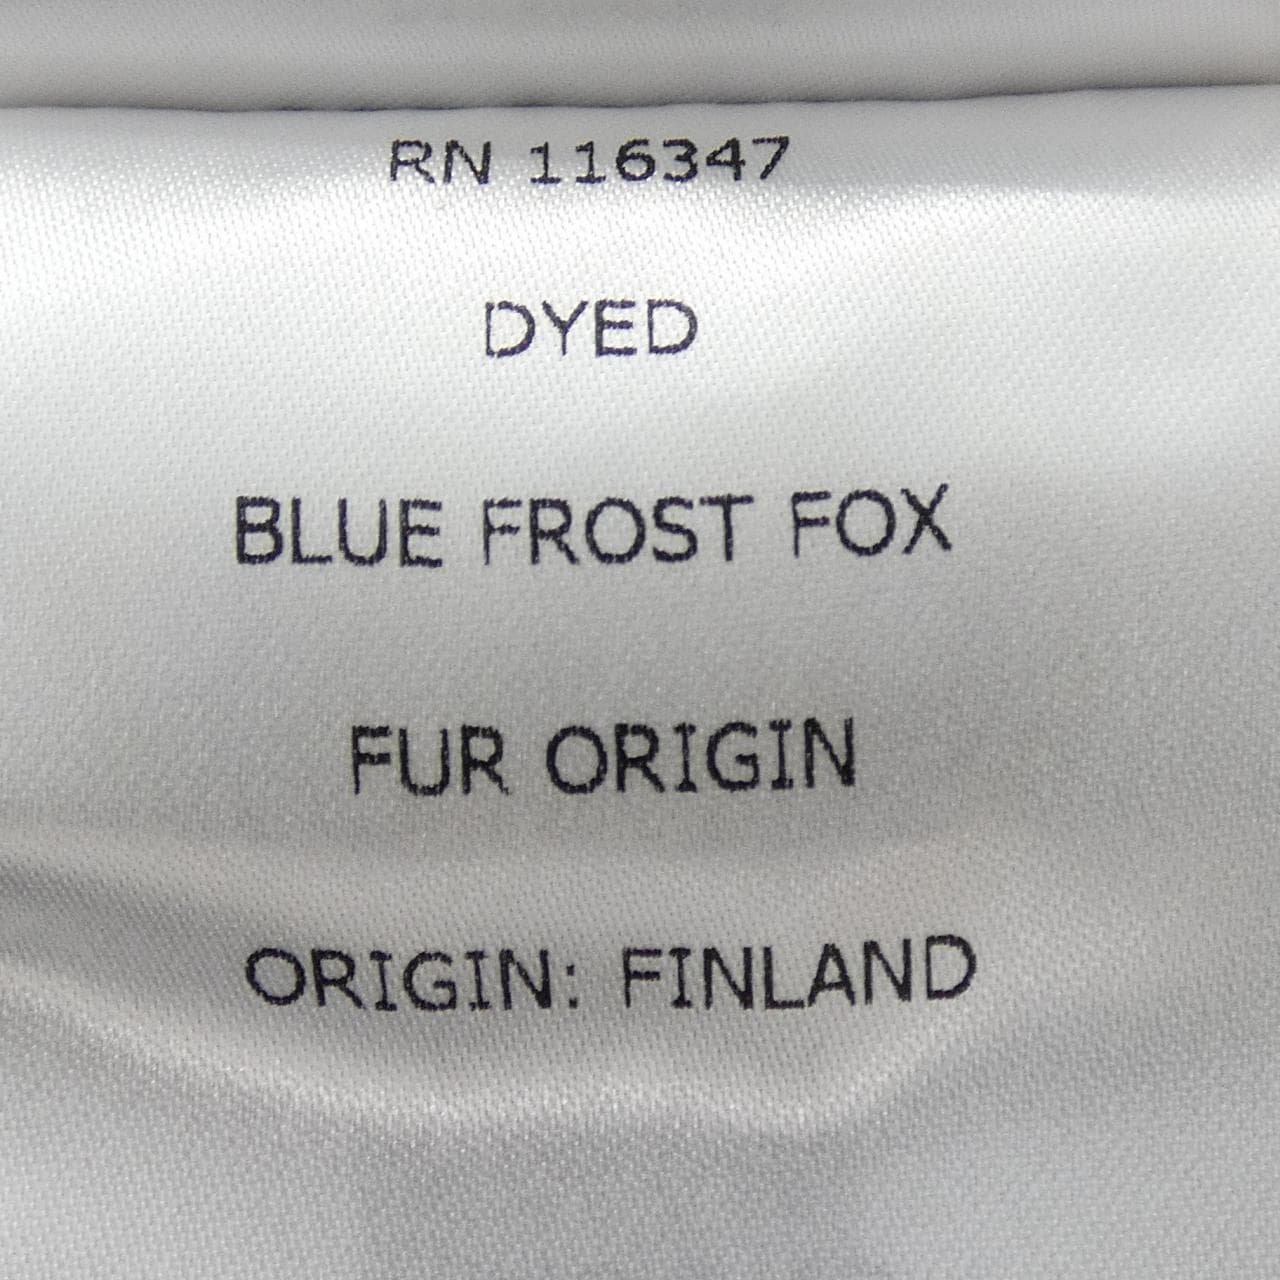 RN 116347
DYED
BLUE FROST FOX
FUR ORIGIN
ORIGIN: FINLAND